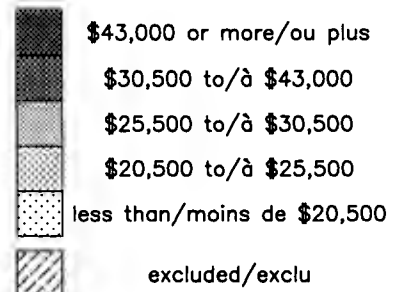 $43,000 or more/ou plus
$30,500 to/à $43,000
$25,500 to/à $30,500
$20,500 to/à $25,500
less than/moins de $20,500
excluded/exclu